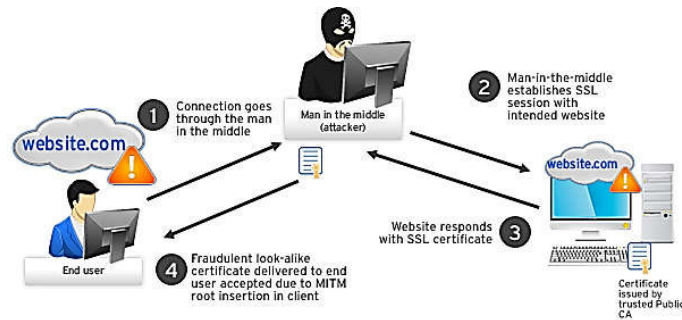 1
Connection goes
through the man
in the middle
Man in the middle
(attacker)
2
Man-in-the-middle
establishes SSL
session with
intended website
website.com
website.com
End user
4
Fraudulent look-alike
certificate delivered to end
user accepted due to MITM
root insertion in client
Website responds
with SSL certificate
3
Certificate
issued by
trusted Public
CA